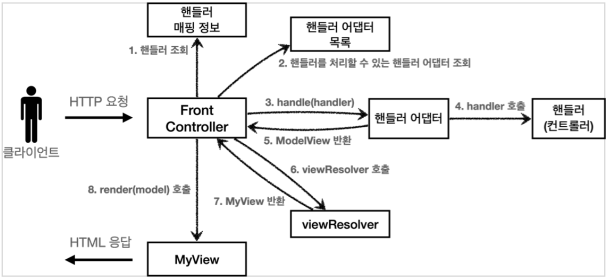 핸들러
매핑 정보
핸들러 어댑터
목록
1. 핸들러 조회
2. 핸들러를 처리할 수 있는 핸들러 어댑터 조회
HTTP 요청
클라이언트
Front
Controller
3. handle(handler)
핸들러 어댑터
4. handler 호출
핸들러
(컨트롤러)
5. ModelView 반환
6. viewResolver 호출
7. MyView 반환
8. render(model) 호출
viewResolver
HTML 응답
MyView